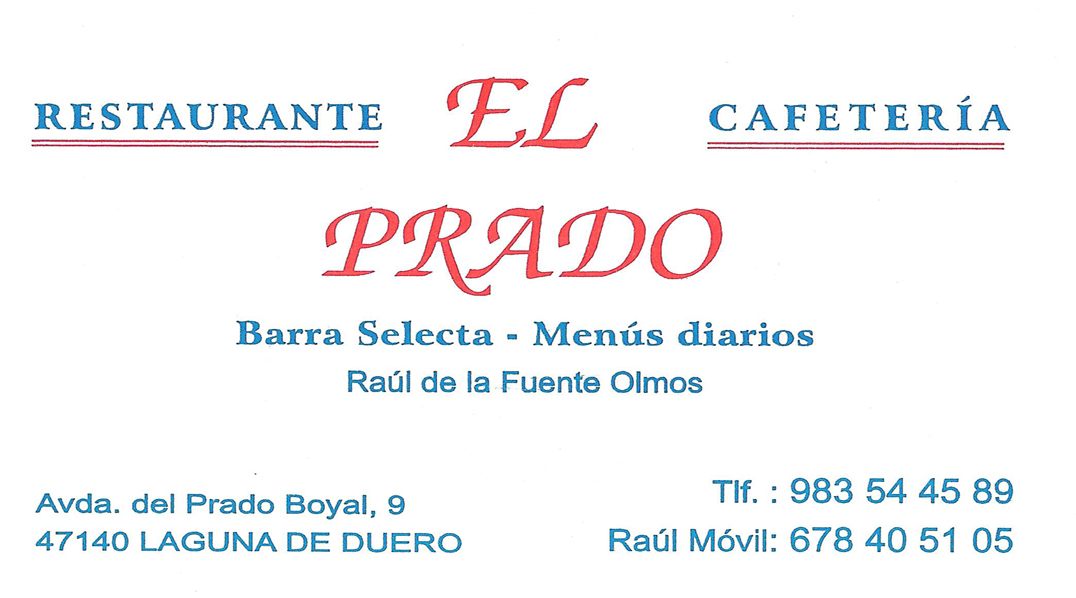 RESTAURANTE EL CAFETERÍA
PRADO
Barra Selecta - Menús diarios
Raúl de la Fuente Olmos
Avda. del Prado Boyal, 9
47140 LAGUNA DE DUERO
Tlf. : 983 54 45 89
Raúl Móvil: 678 40 51 05